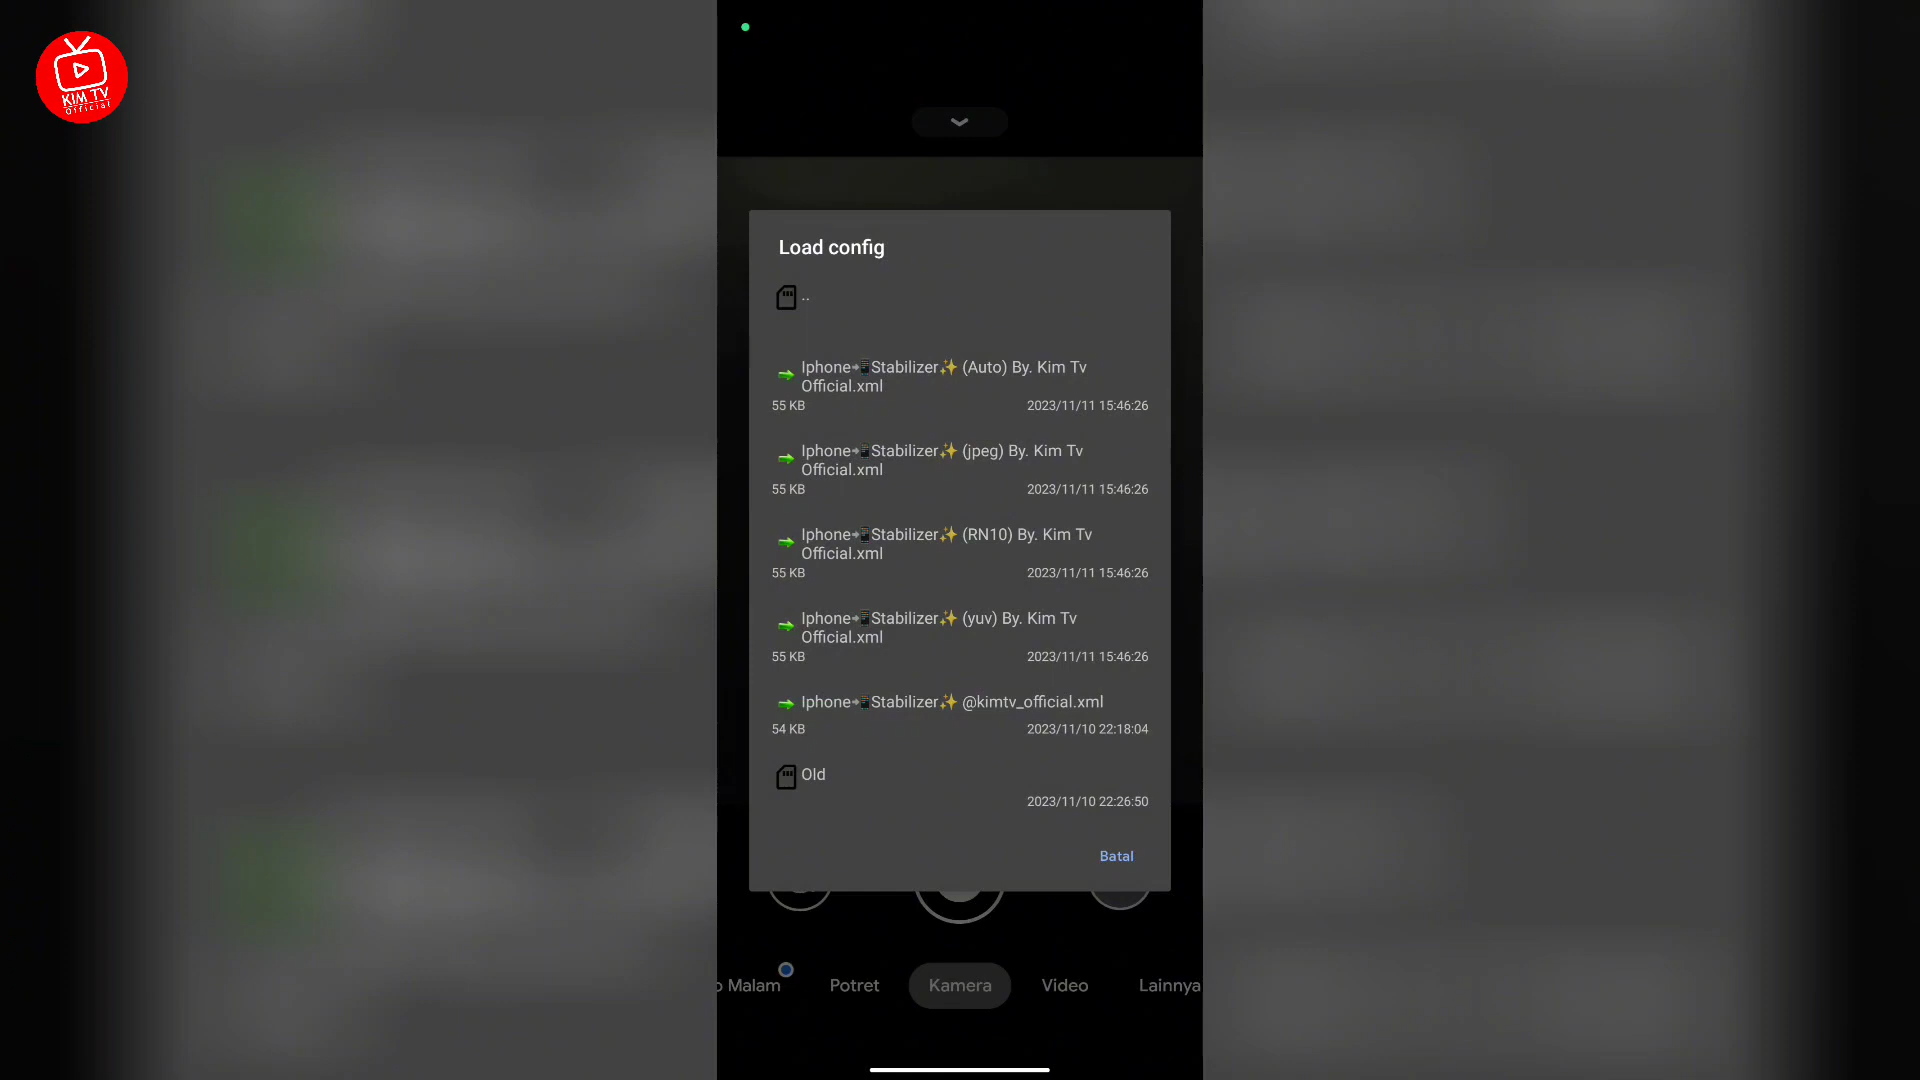 KIM TV
Official
Load config
..
Iphone📲Stabilizer✨ (Auto) By. Kim Tv
Official.xml
55 KB 2023/11/11 15:46:26
Iphone📲Stabilizer✨ (jpeg) By. Kim Tv
Official.xml
55 KB 2023/11/11 15:46:26
Iphone📲Stabilizer✨ (RN10) By. Kim Tv
Official.xml
55 KB 2023/11/11 15:46:26
Iphone📲Stabilizer✨ (yuv) By. Kim Tv
Official.xml
55 KB 2023/11/11 15:46:26
Iphone📲Stabilizer✨ @kimtv_official.xml
54 KB 2023/11/10 22:18:04
Old
2023/11/10 22:26:50
Batal
o Malam Potret Kamera Video Lainnya